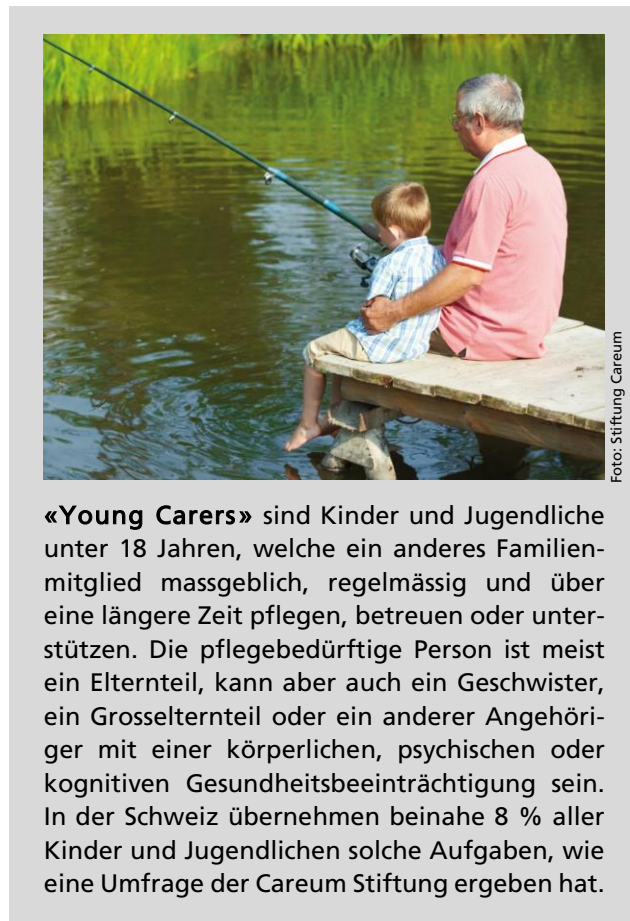 Foto: Stiftung Careum
«Young Carers» sind Kinder und Jugendliche
unter 18 Jahren, welche ein anderes Familien-
mitglied massgeblich, regelmässig und über
eine längere Zeit pflegen, betreuen oder unter-
stützen. Die pflegebedürftige Person ist meist
ein Elternteil, kann aber auch ein Geschwister,
ein Grosselternteil oder ein anderer Angehöri-
ger mit einer körperlichen, psychischen oder
kognitiven Gesundheitsbeeinträchtigung sein.
In der Schweiz übernehmen beinahe 8 % aller
Kinder und Jugendlichen solche Aufgaben, wie
eine Umfrage der Careum Stiftung ergeben hat.